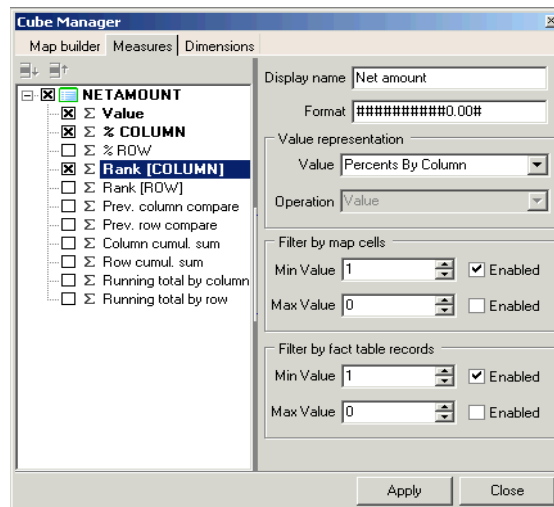 Cube Manager
Map builder Measures Dimensions
NETAMOUNT
Σ Value
Σ % COLUMN
Σ % ROW
Σ Rank [COLUMN]
Σ Rank [ROW]
Σ Prev. column compare
Σ Prev. row compare
Σ Column cumul. sum
Σ Row cumul. sum
Σ Running total by column
Σ Running total by row
Display name Net amount
Format ##########0.00#
Value representation
Value Percents By Column
Operation Value
Filter by map cells
Min Value 1 Enabled
Max Value 0 Enabled
Filter by fact table records
Min Value 1 Enabled
Max Value 0 Enabled
Apply Close